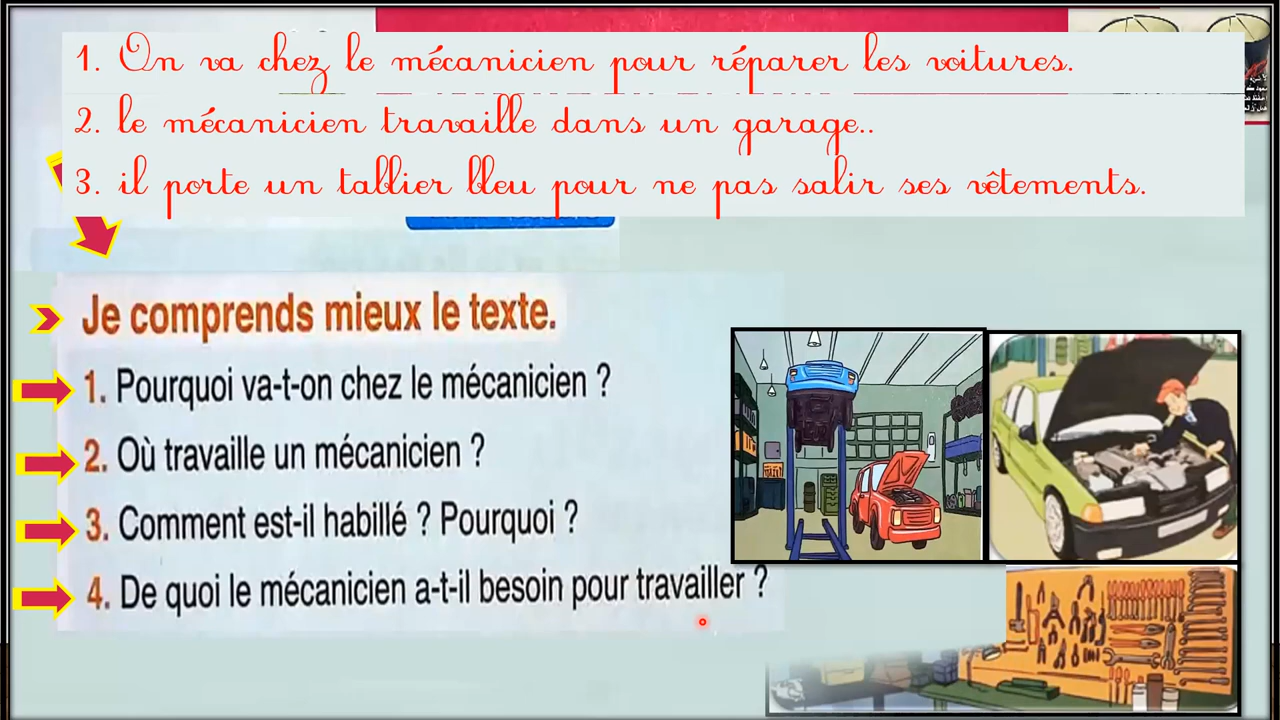 1. On va chez le mécanicien pour réparer les voitures.
2. le mécanicien travaille dans un garage..
3. il porte un tablier bleu pour ne pas salir ses vêtements.
Je comprends mieux le texte.
1. Pourquoi va-t-on chez le mécanicien ?
2. Où travaille un mécanicien ?
3. Comment est-il habillé ? Pourquoi ?
4. De quoi le mécanicien a-t-il besoin pour travailler ?